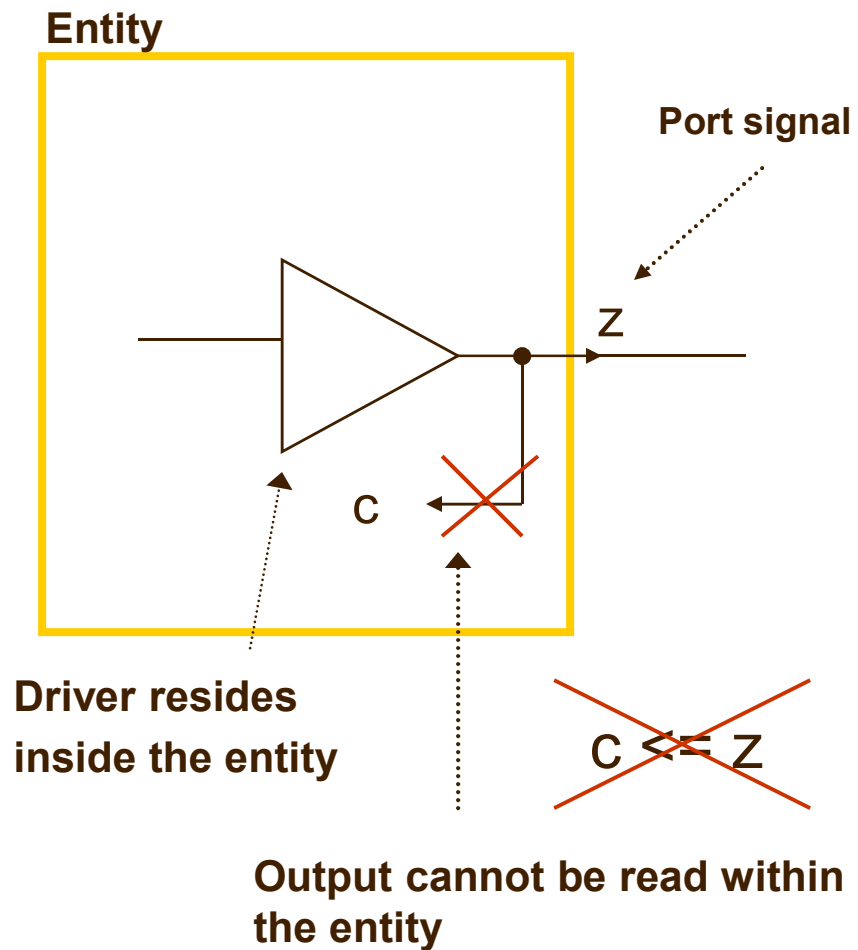 Entity
Port signal
z
c
Driver resides
inside the entity
c <= z
Output cannot be read within
the entity